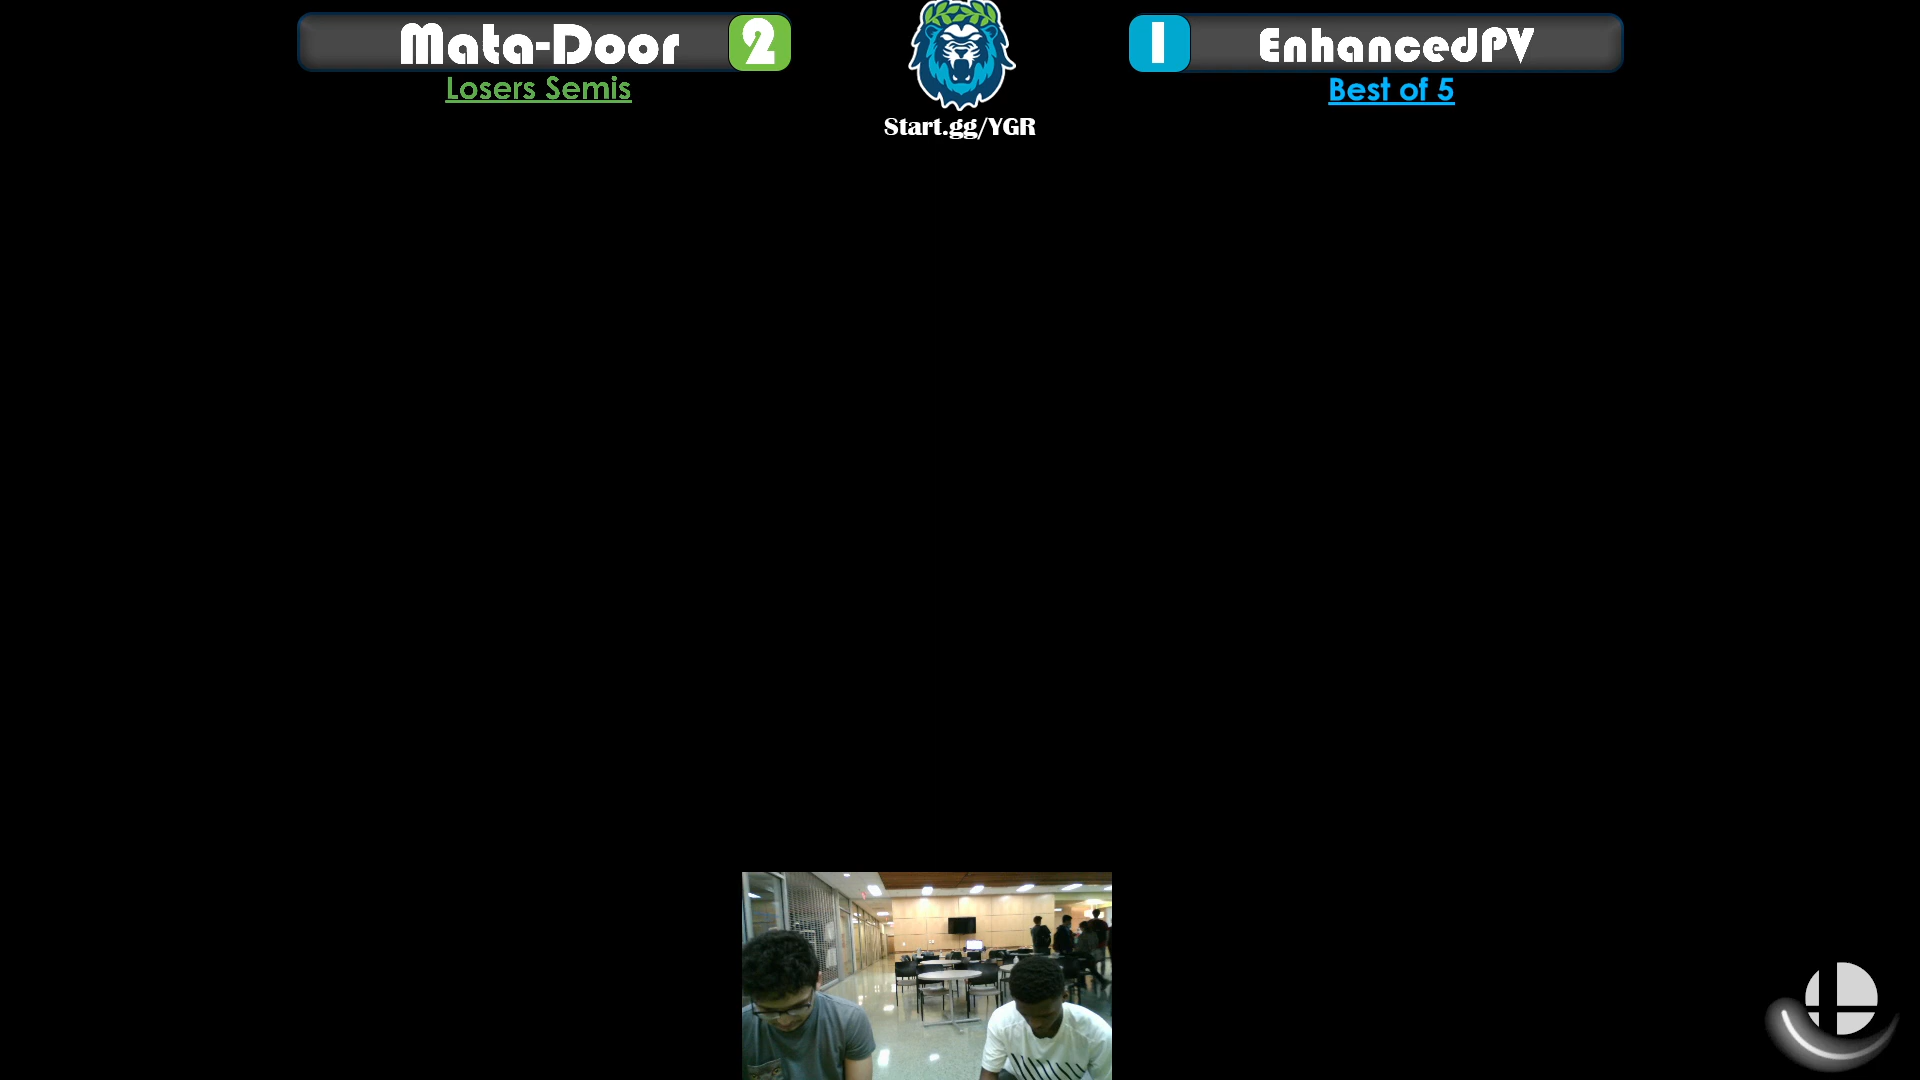 Mata-Door 2
Losers Semis
Start.gg/YGR
1 EnhancedPV
Best of 5